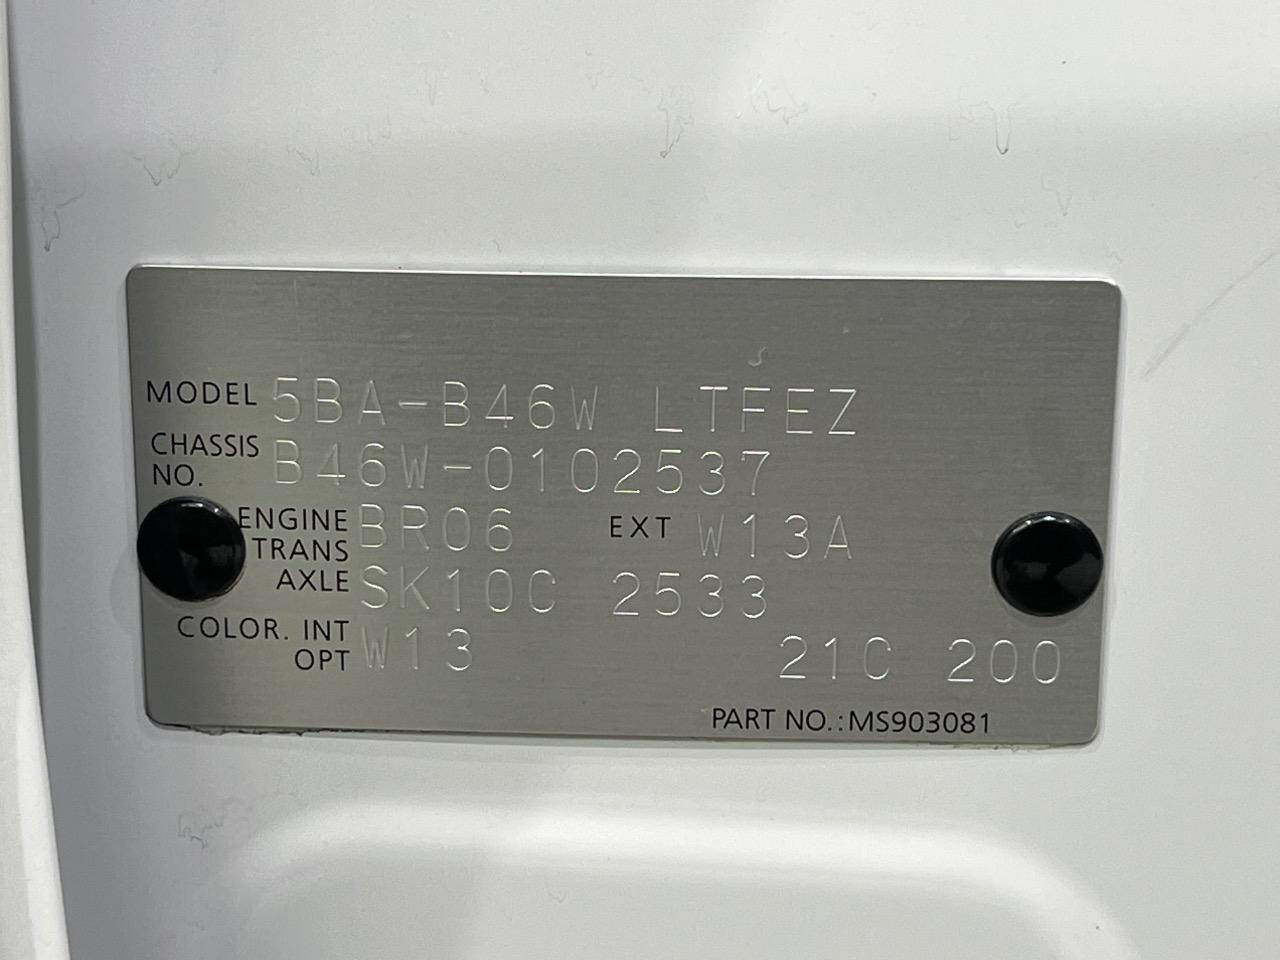 MODEL 5BA-B46W LTFEZ
CHASSIS NO. B46W-0102537
ENGINE BR06 EXT W13A
TRANS AXLE SK10C 2533
COLOR. INT OPT W13 21C 200
PART NO.:MS903081